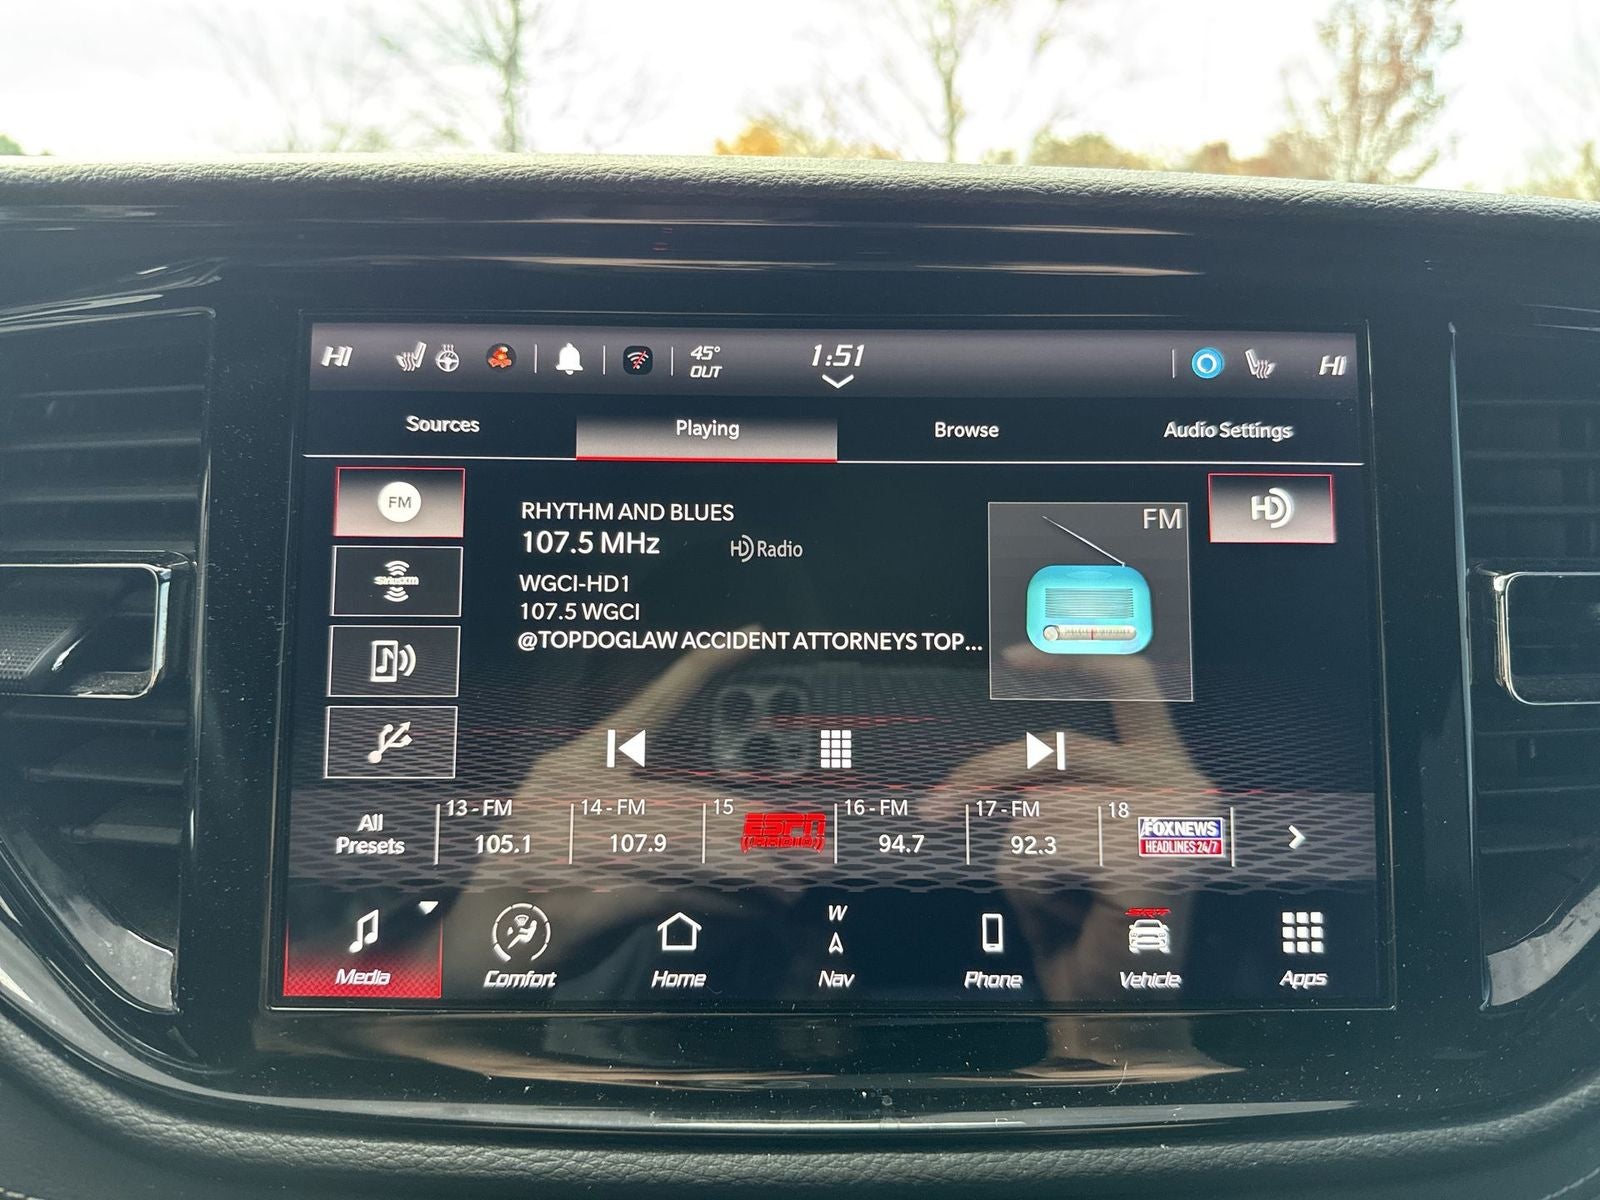 HI
45°
OUT
1:51
HI
Sources
Playing
Browse
Audio Settings
FM
SiriusXM
RHYTHM AND BLUES
107.5 MHz
HD Radio
WGCI-HD1
107.5 WGCI
@TOPDOGLAW ACCIDENT ATTORNEYS TOP...
FM
HD
All
Presets
13 - FM
105.1
14 - FM
107.9
15
ESPN
RADIO
16 - FM
94.7
17 - FM
92.3
18
FOX NEWS
HEADLINES 24/7
Media
Comfort
Home
W
Nav
Phone
SRT
Vehicle
Apps